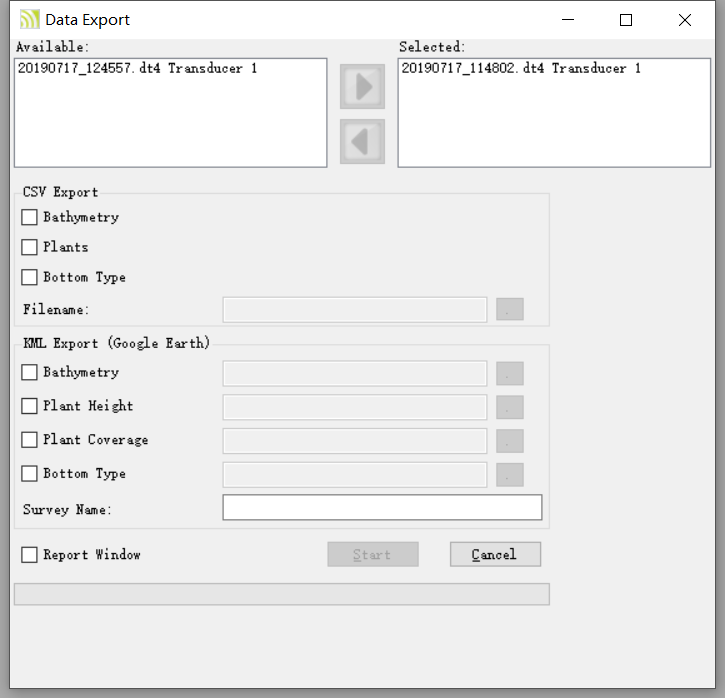 Data Export
Available:
Selected:
20190717_124557.dt4 Transducer 1
20190717_114802.dt4 Transducer 1
CSV Export
Bathymetry
Plants
Bottom Type
Filename:
.
KML Export (Google Earth)
Bathymetry
.
Plant Height
.
Plant Coverage
.
Bottom Type
.
Survey Name:
Report Window
Start
Cancel